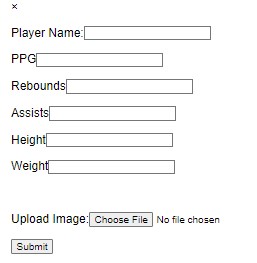 ×
Player Name:
PPG
Rebounds
Assists
Height
Weight
Upload Image: Choose File No file chosen
Submit